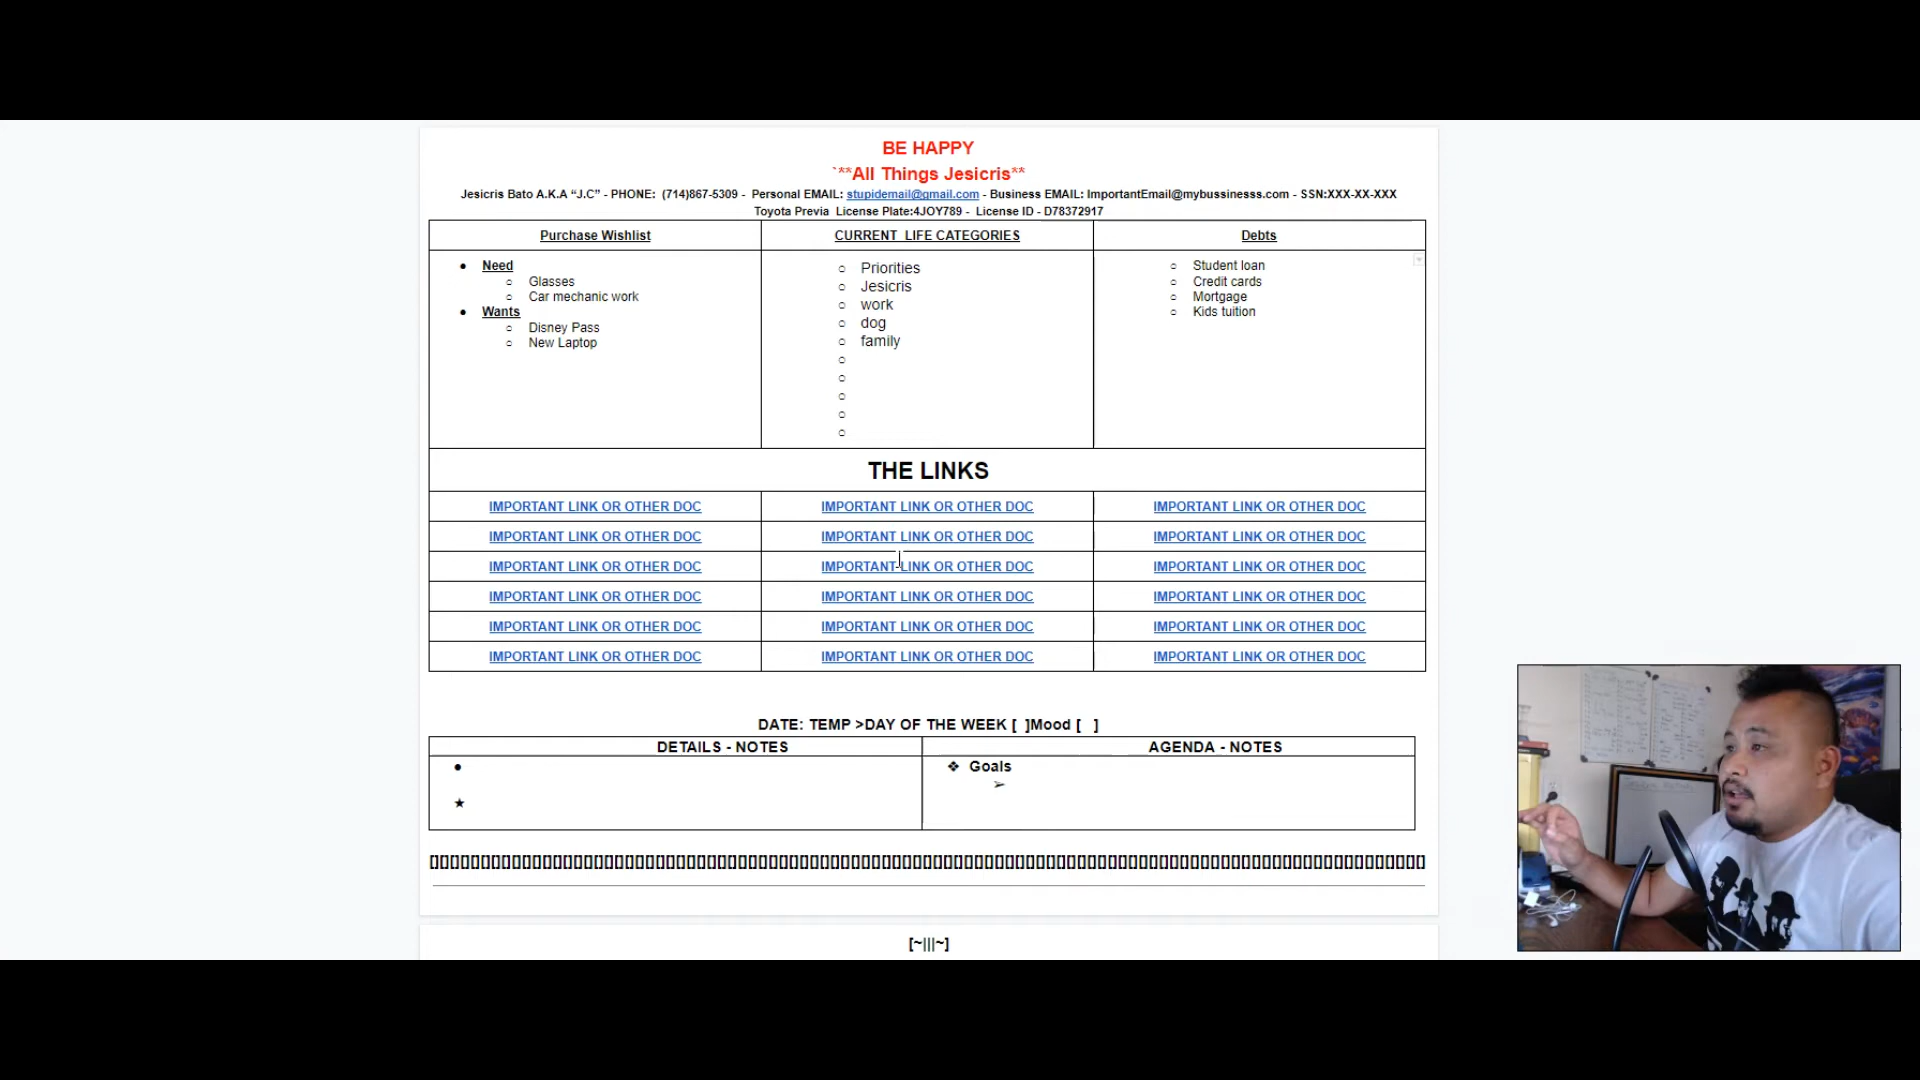 BE HAPPY
`**All Things Jesicris**
Jesicris Bato A.K.A “J.C” - PHONE: (714)867-5309 - Personal EMAIL: stupidemail@gmail.com - Business EMAIL: ImportantEmail@mybussinesss.com - SSN:XXX-XX-XXX
Toyota Previa License Plate:4JOY789 - License ID - D78372917
Purchase Wishlist
● Need
○ Glasses
○ Car mechanic work
● Wants
○ Disney Pass
○ New Laptop
CURRENT LIFE CATEGORIES
○ Priorities
○ Jesicris
○ work
○ dog
○ family
○
○
○
○
○
Debts
○ Student loan
○ Credit cards
○ Mortgage
○ Kids tuition
THE LINKS
IMPORTANT LINK OR OTHER DOC IMPORTANT LINK OR OTHER DOC IMPORTANT LINK OR OTHER DOC
IMPORTANT LINK OR OTHER DOC IMPORTANT LINK OR OTHER DOC IMPORTANT LINK OR OTHER DOC
IMPORTANT LINK OR OTHER DOC IMPORTANT LINK OR OTHER DOC IMPORTANT LINK OR OTHER DOC
IMPORTANT LINK OR OTHER DOC IMPORTANT LINK OR OTHER DOC IMPORTANT LINK OR OTHER DOC
IMPORTANT LINK OR OTHER DOC IMPORTANT LINK OR OTHER DOC IMPORTANT LINK OR OTHER DOC
IMPORTANT LINK OR OTHER DOC IMPORTANT LINK OR OTHER DOC IMPORTANT LINK OR OTHER DOC
DATE: TEMP >DAY OF THE WEEK [ ]Mood [ ]
DETAILS - NOTES
●
★
AGENDA - NOTES
❖ Goals
➢
[~|||~]